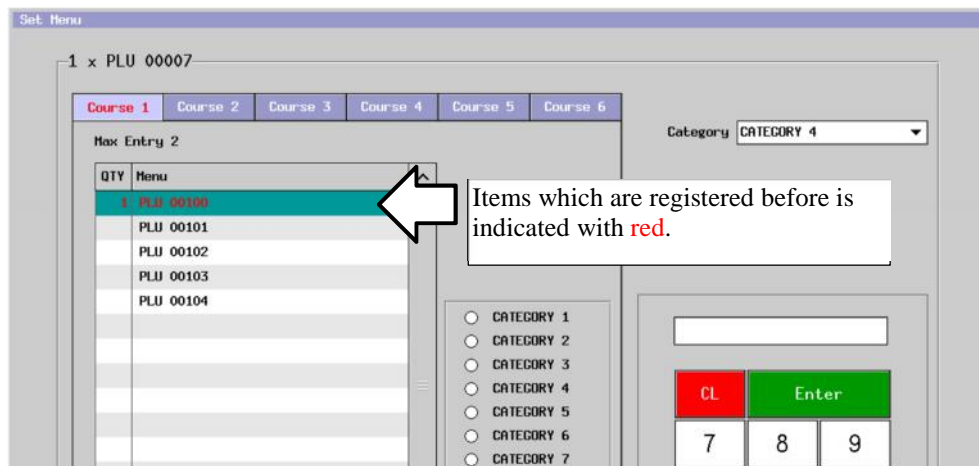 Set Menu
1 x PLU 00007
Course 1 Course 2 Course 3 Course 4 Course 5 Course 6
Max Entry 2
Category CATEGORY 4
QTY Menu
1 PLU 00100
PLU 00101
PLU 00102
PLU 00103
PLU 00104
Items which are registered before is
indicated with red.
CATEGORY 1
CATEGORY 2
CATEGORY 3
CATEGORY 4
CATEGORY 5
CATEGORY 6
CATEGORY 7
CL Enter
7 8 9